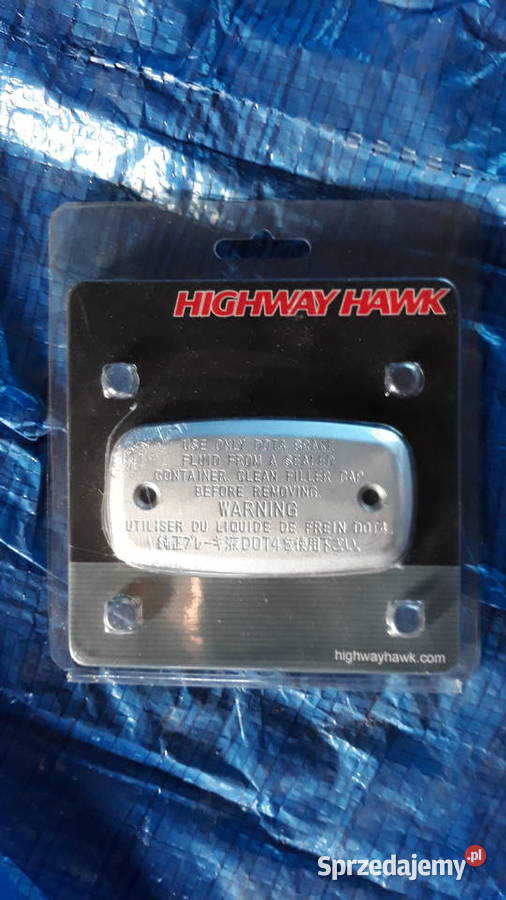 HIGHWAY HAWK
USE ONLY DOT4 BRAKE
FLUID FROM A SEALED
CONTAINER. CLEAN FILLER CAP
BEFORE REMOVING.
WARNING
UTILISER DU LIQUIDE DE FREIN DOT4.
純正ブレーキ液DOT4を使用下さい。
highwayhawk.com
Sprzedajemy.pl